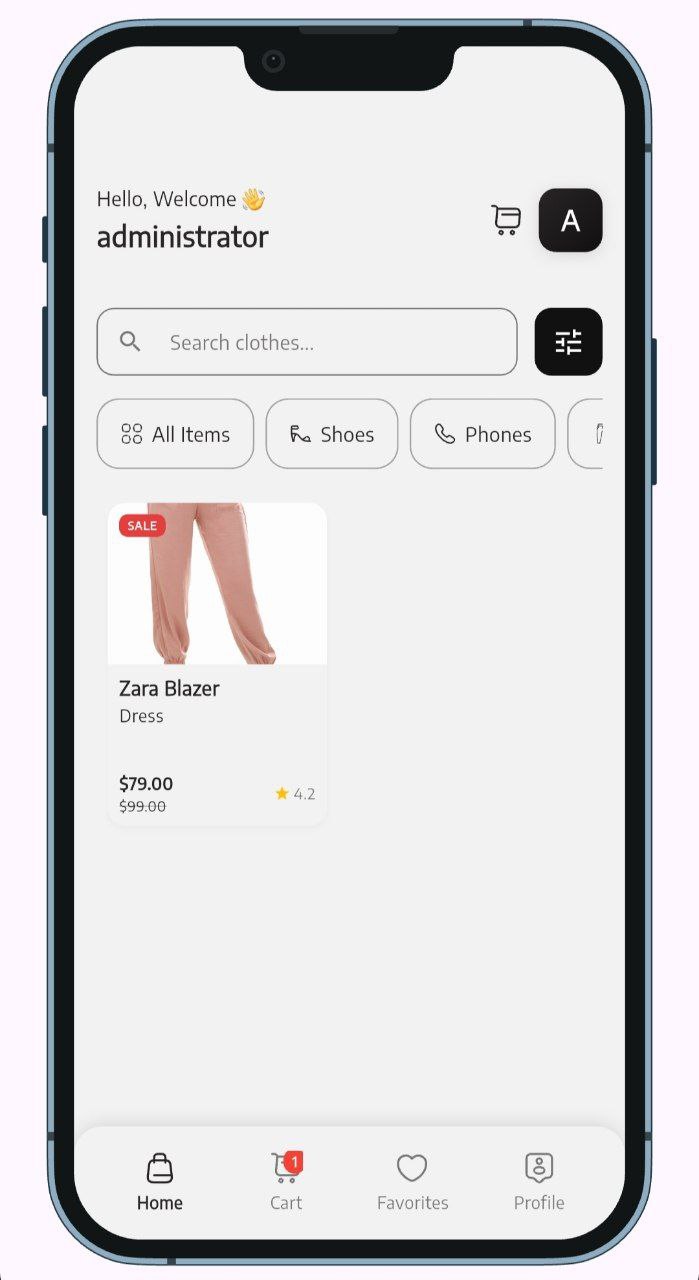 Hello, Welcome 👋
administrator
A
Search clothes...
All Items
Shoes
Phones
SALE
Zara Blazer
Dress
$79.00
$99.00
4.2
1
Home
Cart
Favorites
Profile